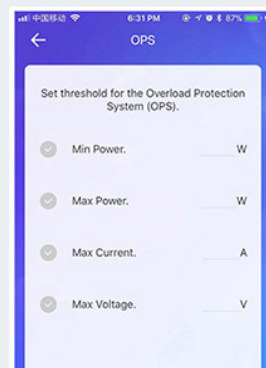 中国移动 6:31 PM 87%
OPS
Set threshold for the Overload Protection
System (OPS).
Min Power. W
Max Power. W
Max Current. A
Max Voltage. V